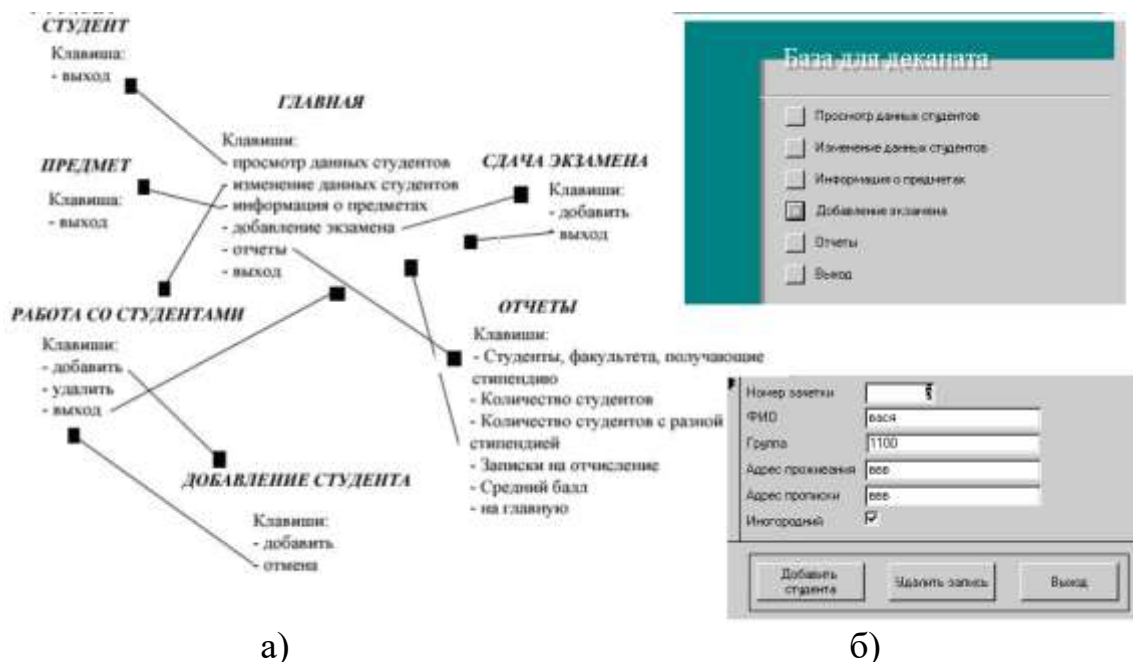 СТУДЕНТ
Клавиша:
- выход
ГЛАВНАЯ
Клавиши:
- просмотр данных студентов
- изменение данных студентов
- информация о предметах
- добавление экзамена
- отчеты
- выход
ПРЕДМЕТ
Клавиша:
- выход
СДАЧА ЭКЗАМЕНА
Клавиши:
- добавить
- выход
РАБОТА СО СТУДЕНТАМИ
Клавиши:
- добавить
- удалить
- выход
ОТЧЕТЫ
Клавиши:
- Студенты, факультета, получающие
стипендию
- Количество студентов
- Количество студентов с разной
стипендией
- Записки на отчисление
- Средний балл
- на главную
ДОБАВЛЕНИЕ СТУДЕНТА
Клавиши:
- добавить
- отмена
а)
База для деканата
Просмотр данных студентов
Изменение данных студентов
Информация о предметах
Добавление экзамена
Отчеты
Выход
Номер зачетки
ФИО вася
Группа 1100
Адрес проживания ввв
Адрес прописки ввв
Иногородний
Добавить
студента
Удалить запись
Выход
б)